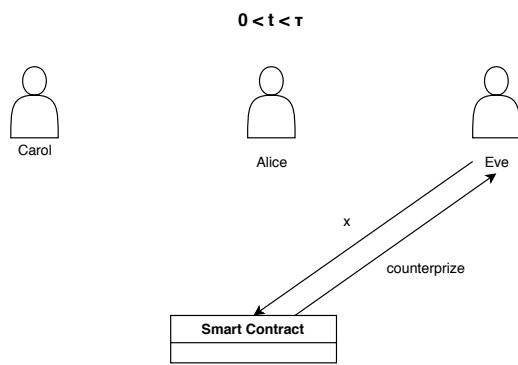 0 < t < τ
Carol
Alice
Eve
x
counterprize
Smart Contract